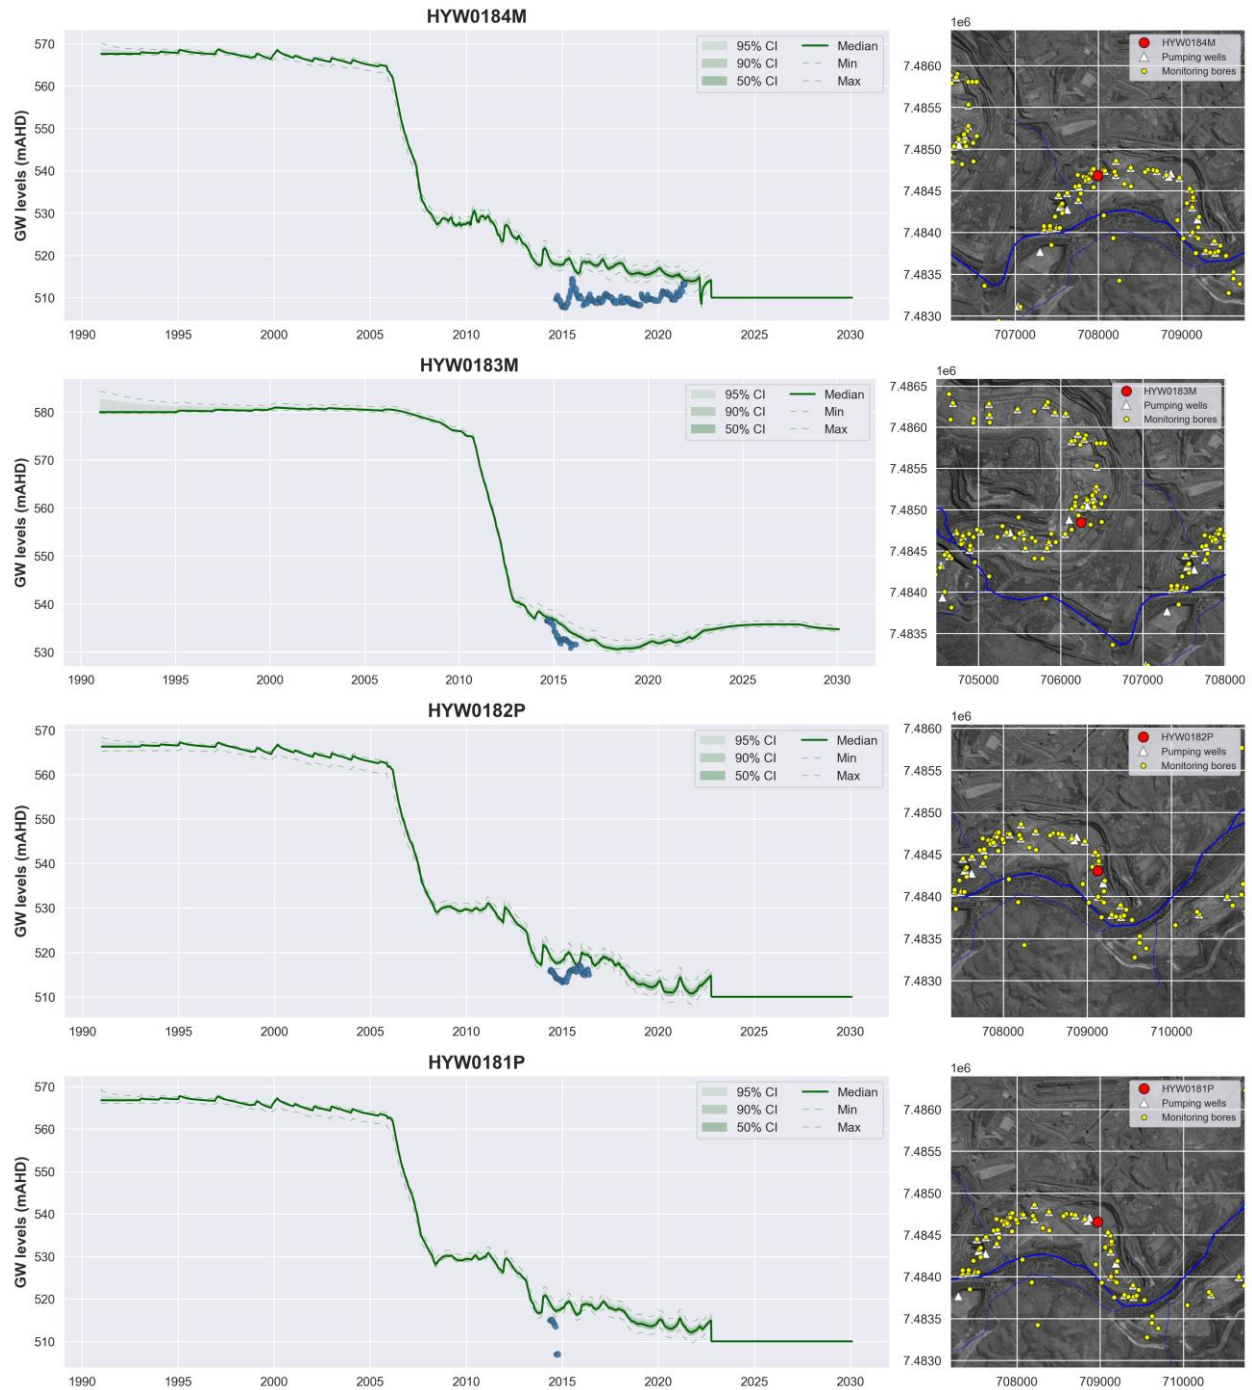 HYW0184M
GW levels (mAHD)
570
560
550
540
530
520
510
1990 1995 2000 2005 2010 2015 2020 2025 2030
95% CI Median
90% CI Min
50% CI Max
1e6
7.4860
7.4855
7.4850
7.4845
7.4840
7.4835
7.4830
707000 708000 709000
HYW0184M
Pumping wells
Monitoring bores
HYW0183M
GW levels (mAHD)
580
570
560
550
540
530
1990 1995 2000 2005 2010 2015 2020 2025 2030
95% CI Median
90% CI Min
50% CI Max
1e6
7.4865
7.4860
7.4855
7.4850
7.4845
7.4840
7.4835
705000 706000 707000 708000
HYW0183M
Pumping wells
Monitoring bores
HYW0182P
GW levels (mAHD)
570
560
550
540
530
520
510
1990 1995 2000 2005 2010 2015 2020 2025 2030
95% CI Median
90% CI Min
50% CI Max
1e6
7.4860
7.4855
7.4850
7.4845
7.4840
7.4835
7.4830
708000 709000 710000
HYW0182P
Pumping wells
Monitoring bores
HYW0181P
GW levels (mAHD)
570
560
550
540
530
520
510
1990 1995 2000 2005 2010 2015 2020 2025 2030
95% CI Median
90% CI Min
50% CI Max
1e6
7.4860
7.4855
7.4850
7.4845
7.4840
7.4835
7.4830
708000 709000 710000
HYW0181P
Pumping wells
Monitoring bores